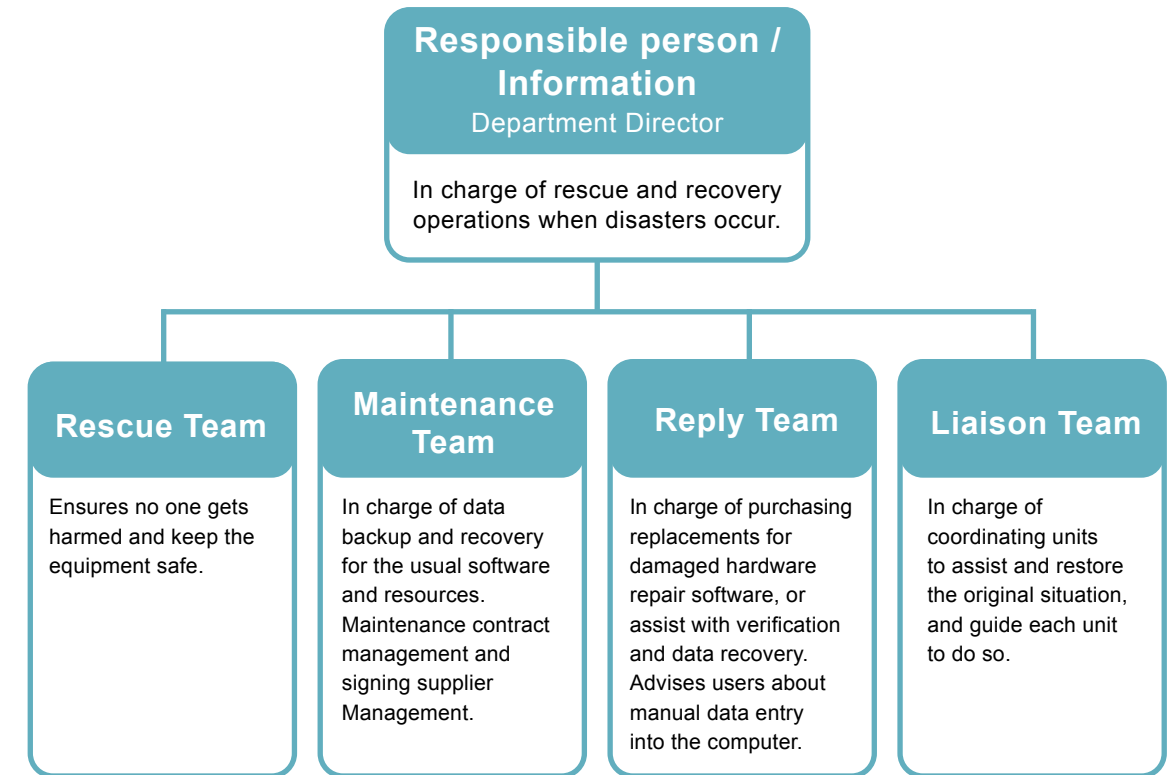 Responsible person /
Information
Department Director
In charge of rescue and recovery
operations when disasters occur.
Rescue Team
Ensures no one gets
harmed and keep the
equipment safe.
Maintenance
Team
In charge of data
backup and recovery
for the usual software
and resources.
Maintenance contract
management and
signing supplier
Management.
Reply Team
In charge of purchasing
replacements for
damaged hardware
repair software, or
assist with verification
and data recovery.
Advises users about
manual data entry
into the computer.
Liaison Team
In charge of
coordinating units
to assist and restore
the original situation,
and guide each unit
to do so.